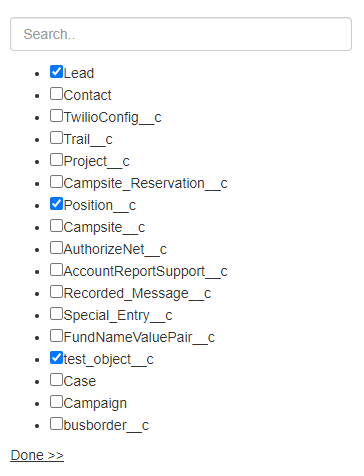 Search..
Lead
Contact
TwilioConfig__c
Trail__c
Project__c
Campsite_Reservation__c
Position__c
Campsite__c
AuthorizeNet__c
AccountReportSupport__c
Recorded_Message__c
Special_Entry__c
FundNameValuePair__c
test_object__c
Case
Campaign
busborder__c
Done >>